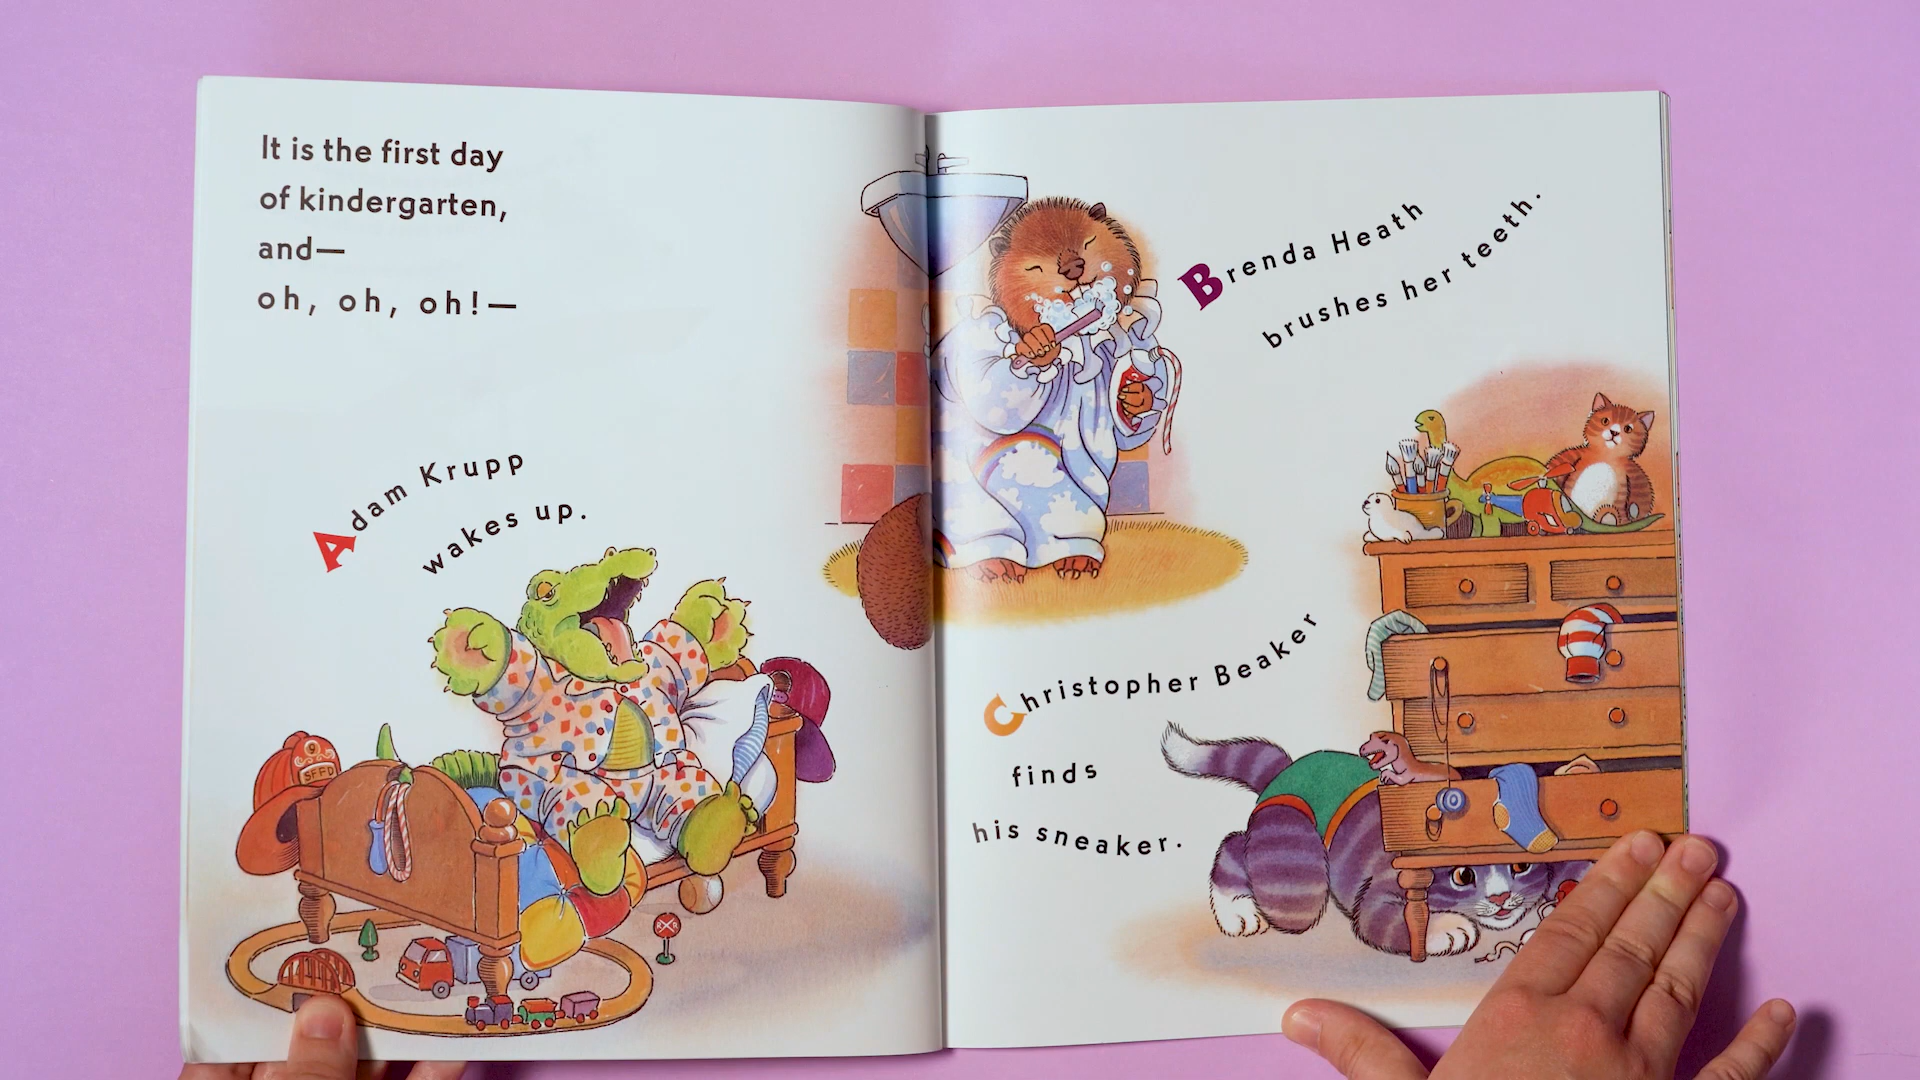 It is the first day
of kindergarten,
and—
oh, oh, oh!—
Adam Krupp
wakes up.
SFFD
RXR
Brenda Heath
brushes her teeth.
Christopher Beaker
finds
his sneaker.